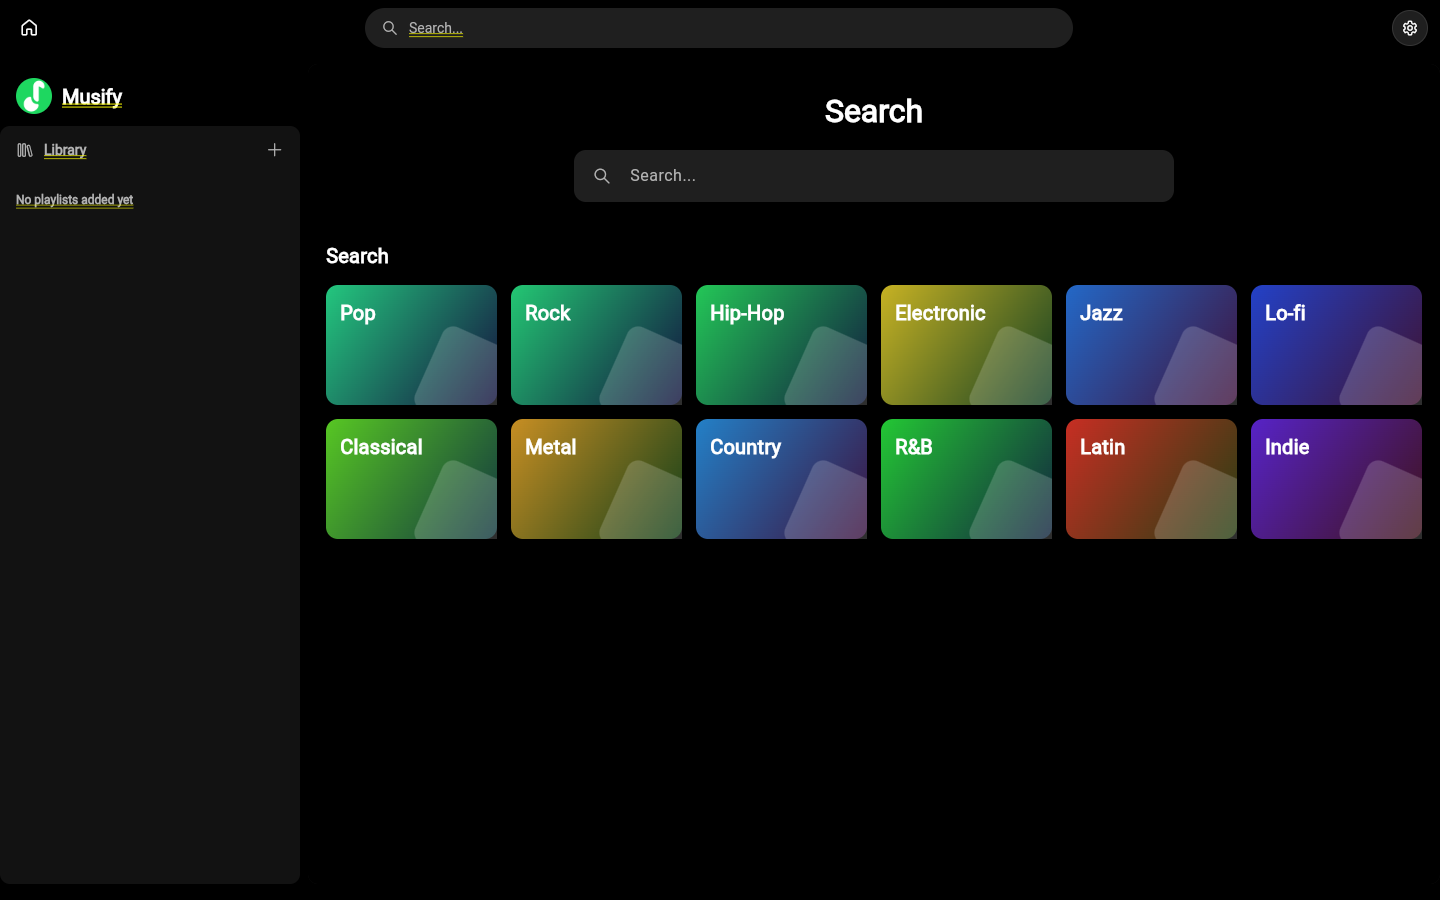 Search...
Musify
Library
No playlists added yet
Search
Search...
Search
Pop
Rock
Hip-Hop
Electronic
Jazz
Lo-fi
Classical
Metal
Country
R&B
Latin
Indie